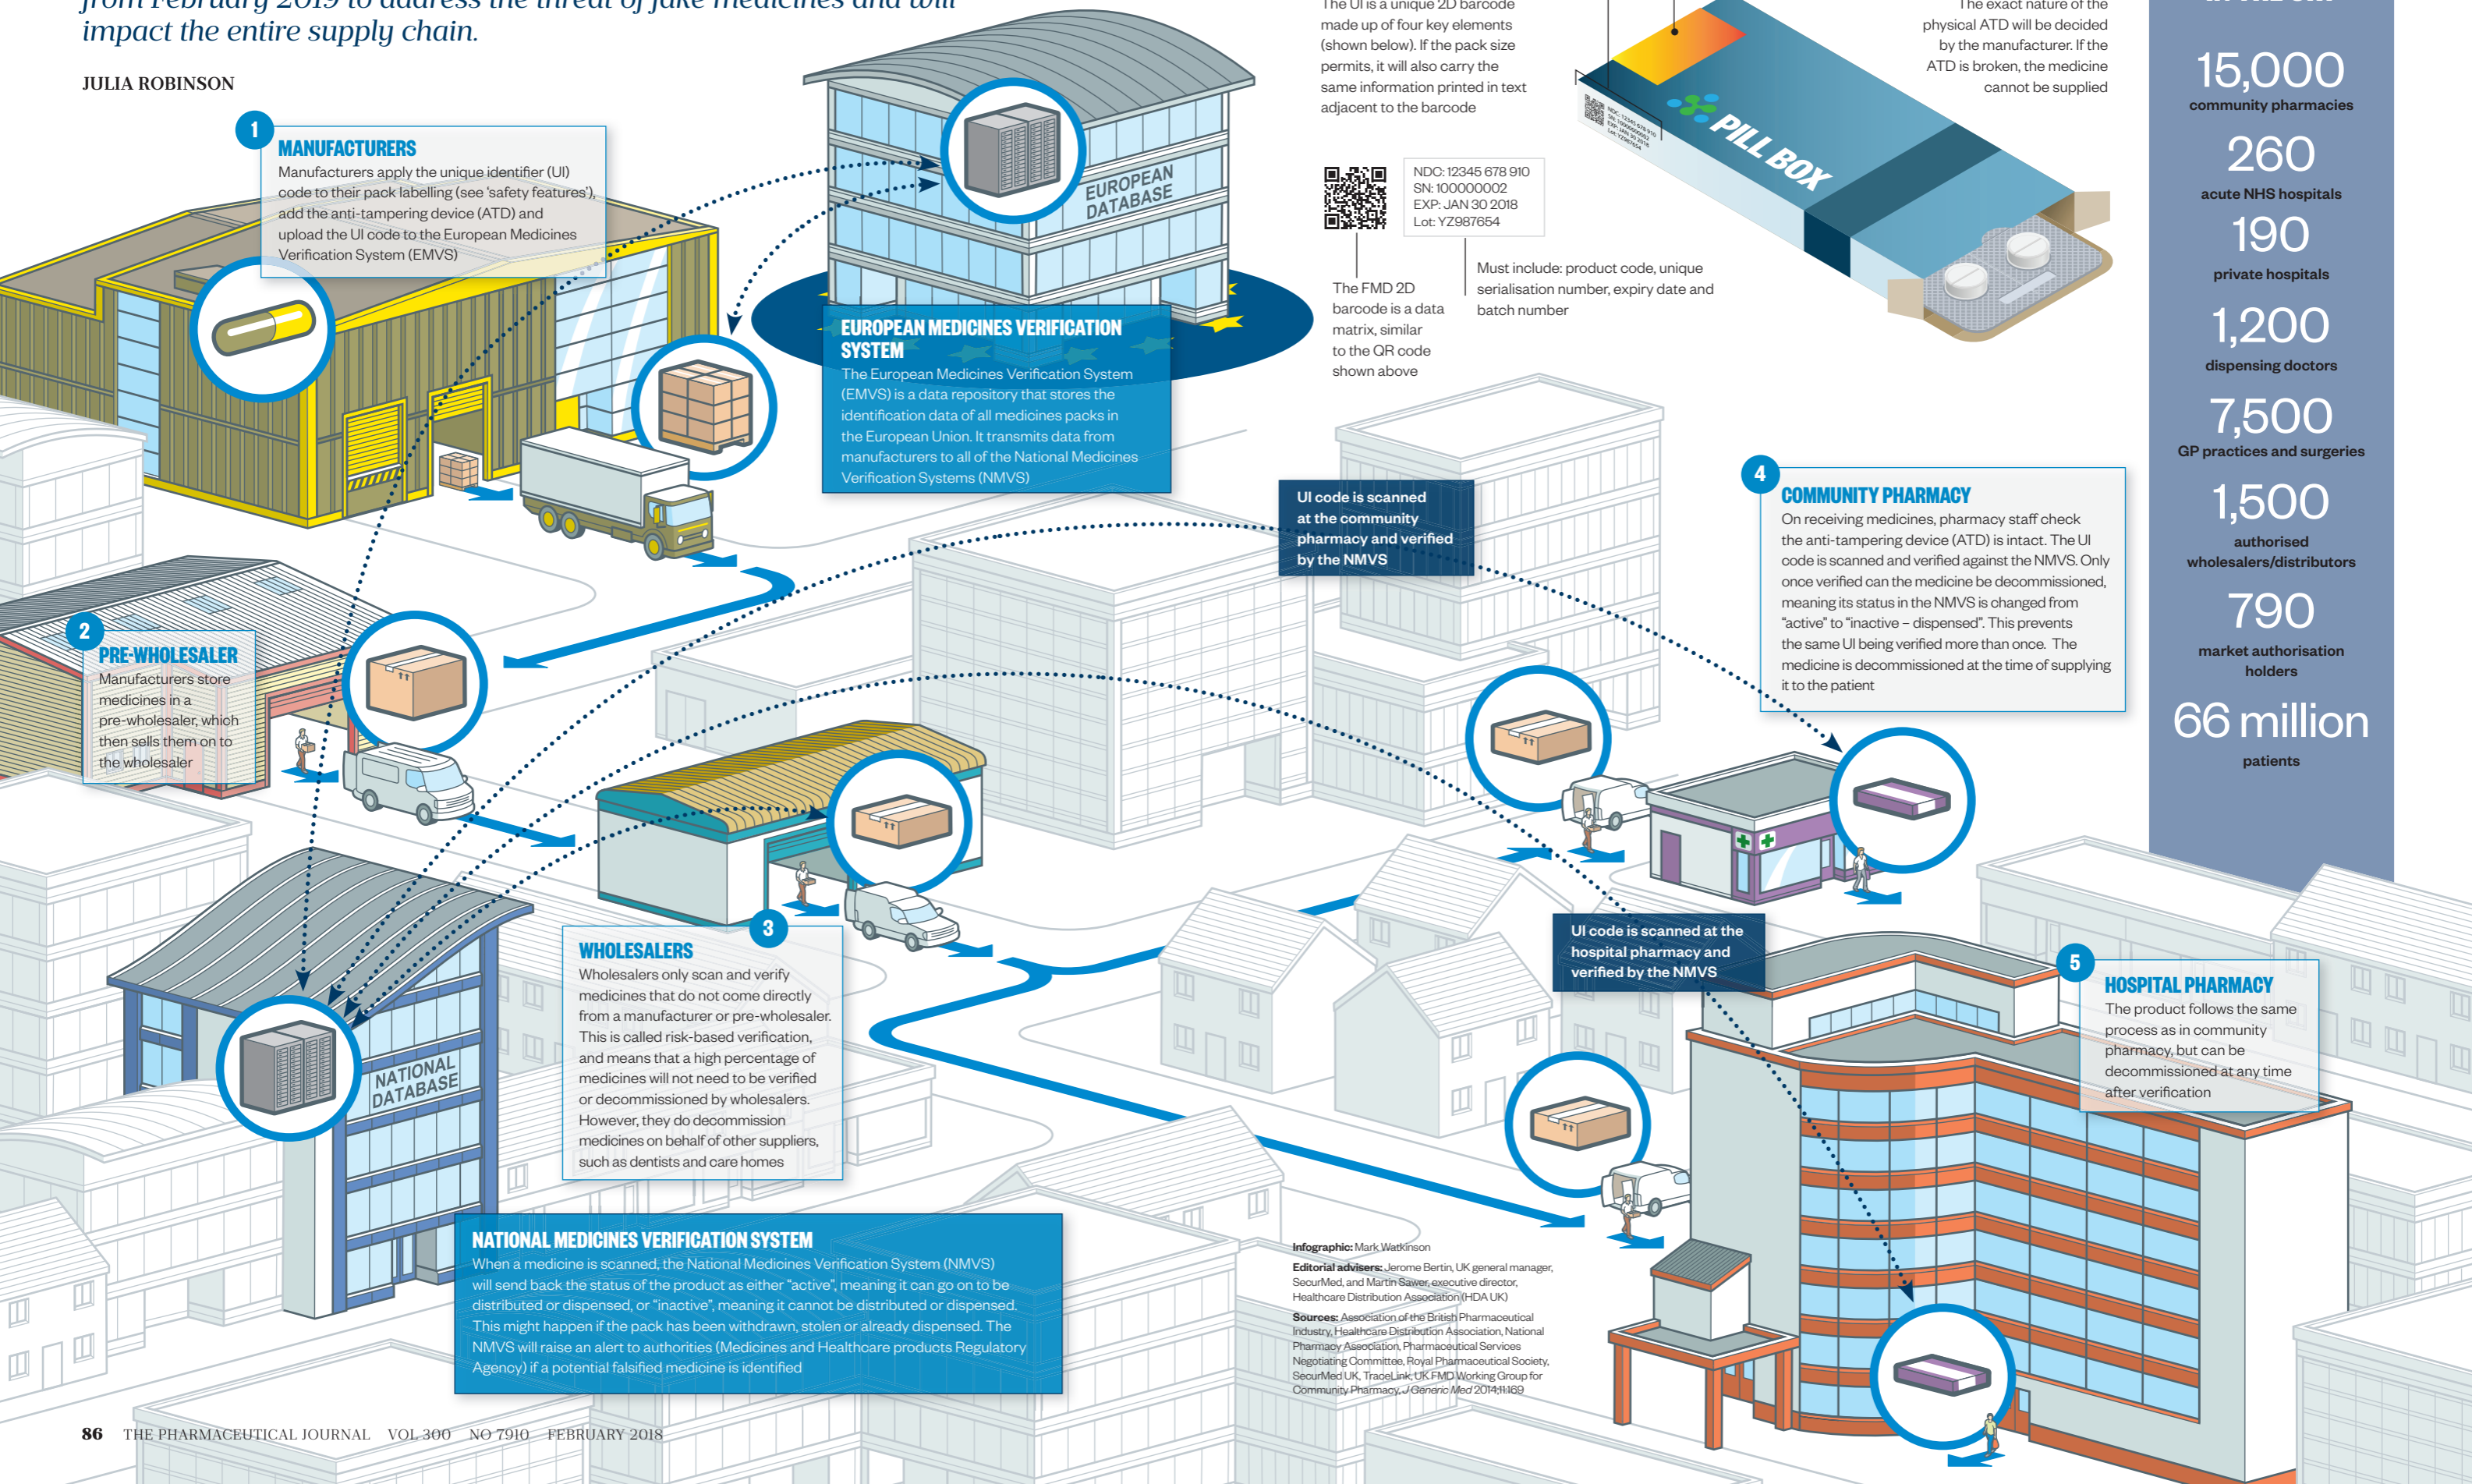 from February 2019 to address the threat of fake medicines and will
impact the entire supply chain.
JULIA ROBINSON
1
MANUFACTURERS
Manufacturers apply the unique identifier (UI)
code to their pack labelling (see ‘safety features’),
add the anti-tampering device (ATD) and
upload the UI code to the European Medicines
Verification System (EMVS)
EUROPEAN
DATABASE
EUROPEAN MEDICINES VERIFICATION
SYSTEM
The European Medicines Verification System
(EMVS) is a data repository that stores the
identification data of all medicines packs in
the European Union. It transmits data from
manufacturers to all of the National Medicines
Verification Systems (NMVS)
The UI is a unique 2D barcode
made up of four key elements
(shown below). If the pack size
permits, it will also carry the
same information printed in text
adjacent to the barcode
NDC: 12345 678 910
SN: 100000002
EXP: JAN 30 2018
Lot: YZ987654
The FMD 2D
barcode is a data
matrix, similar
to the QR code
shown above
Must include: product code, unique
serialisation number, expiry date and
batch number
NDC: 12345 678 910
SN: 100000002
EXP: JAN 30 2018
Lot: YZ987654
PILL BOX
The exact nature of the
physical ATD will be decided
by the manufacturer. If the
ATD is broken, the medicine
cannot be supplied
15,000
community pharmacies
260
acute NHS hospitals
190
private hospitals
1,200
dispensing doctors
7,500
GP practices and surgeries
1,500
authorised
wholesalers/distributors
790
market authorisation
holders
66 million
patients
2
PRE-WHOLESALER
Manufacturers store
medicines in a
pre-wholesaler, which
then sells them on to
the wholesaler
UI code is scanned
at the community
pharmacy and verified
by the NMVS
4
COMMUNITY PHARMACY
On receiving medicines, pharmacy staff check
the anti-tampering device (ATD) is intact. The UI
code is scanned and verified against the NMVS. Only
once verified can the medicine be decommissioned,
meaning its status in the NMVS is changed from
“active” to “inactive – dispensed”. This prevents
the same UI being verified more than once. The
medicine is decommissioned at the time of supplying
it to the patient
3
WHOLESALERS
Wholesalers only scan and verify
medicines that do not come directly
from a manufacturer or pre-wholesaler.
This is called risk-based verification,
and means that a high percentage of
medicines will not need to be verified
or decommissioned by wholesalers.
However, they do decommission
medicines on behalf of other suppliers,
such as dentists and care homes
UI code is scanned at the
hospital pharmacy and
verified by the NMVS
5
HOSPITAL PHARMACY
The product follows the same
process as in community
pharmacy, but can be
decommissioned at any time
after verification
NATIONAL
DATABASE
NATIONAL MEDICINES VERIFICATION SYSTEM
When a medicine is scanned, the National Medicines Verification System (NMVS)
will send back the status of the product as either “active”, meaning it can go on to be
distributed or dispensed, or “inactive”, meaning it cannot be distributed or dispensed.
This might happen if the pack has been withdrawn, stolen or already dispensed. The
NMVS will raise an alert to authorities (Medicines and Healthcare products Regulatory
Agency) if a potential falsified medicine is identified
Infographic: Mark Watkinson
Editorial advisers: Jerome Bertin, UK general manager,
SecurMed, and Martin Sawer, executive director,
Healthcare Distribution Association (HDA UK)
Sources: Association of the British Pharmaceutical
Industry, Healthcare Distribution Association, National
Pharmacy Association, Pharmaceutical Services
Negotiating Committee, Royal Pharmaceutical Society,
SecurMed UK, TraceLink, UK FMD Working Group for
Community Pharmacy, J Generic Med 2014;11:169
86 THE PHARMACEUTICAL JOURNAL VOL 300 NO 7910 FEBRUARY 2018